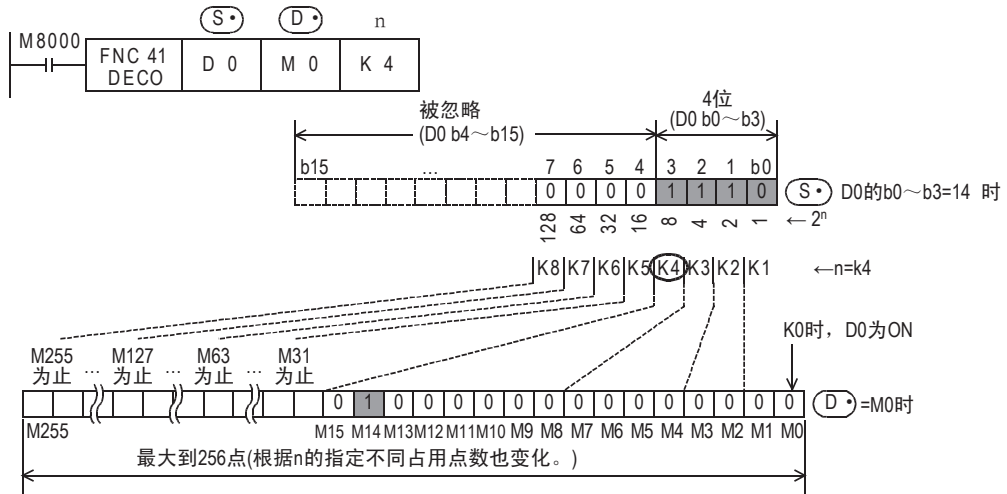 S· D· n
M8000
FNC 41 DECO D 0 M 0 K 4
被忽略
(D0 b4～b15)
4位
(D0 b0～b3)
b15 ... 7 6 5 4 3 2 1 b0
0 0 0 0 1 1 1 0 S· D0的b0～b3=14 时
128 64 32 16 8 4 2 1 ←2ⁿ
K8 K7 K6 K5 K4 K3 K2 K1 ←n=k4
K0时，D0为ON
M255 ... M127 ... M63 ... M31
为止 为止 为止 为止
0 1 0 0 0 0 0 0 0 0 0 0 0 0 0 0 D· =M0时
M255 M15 M14 M13 M12 M11 M10 M9 M8 M7 M6 M5 M4 M3 M2 M1 M0
最大到256点(根据n的指定不同占用点数也变化。)